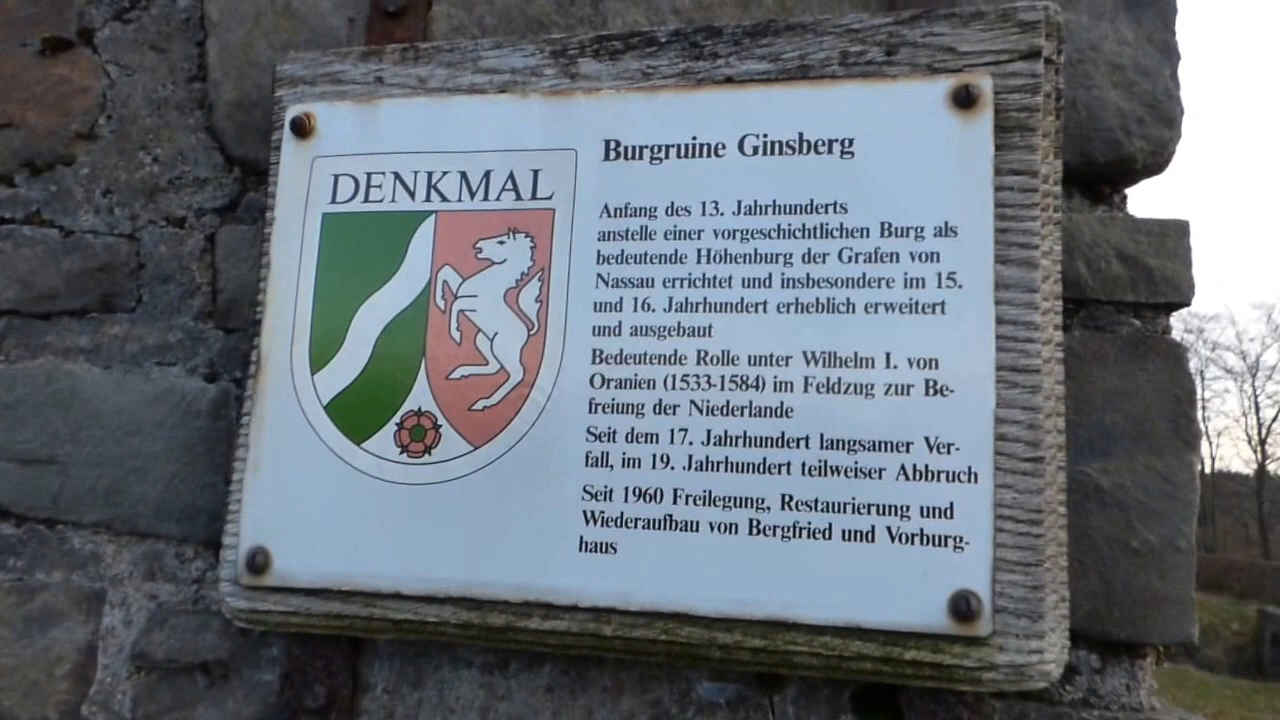 DENKMAL
Burgruine Ginsberg
Anfang des 13. Jahrhunderts
anstelle einer vorgeschichtlichen Burg als
bedeutende Höhenburg der Grafen von
Nassau errichtet und insbesondere im 15.
und 16. Jahrhundert erheblich erweitert
und ausgebaut
Bedeutende Rolle unter Wilhelm I. von
Oranien (1533-1584) im Feldzug zur Be-
freiung der Niederlande
Seit dem 17. Jahrhundert langsamer Ver-
fall, im 19. Jahrhundert teilweiser Abbruch
Seit 1960 Freilegung, Restaurierung und
Wiederaufbau von Bergfried und Vorburg-
haus